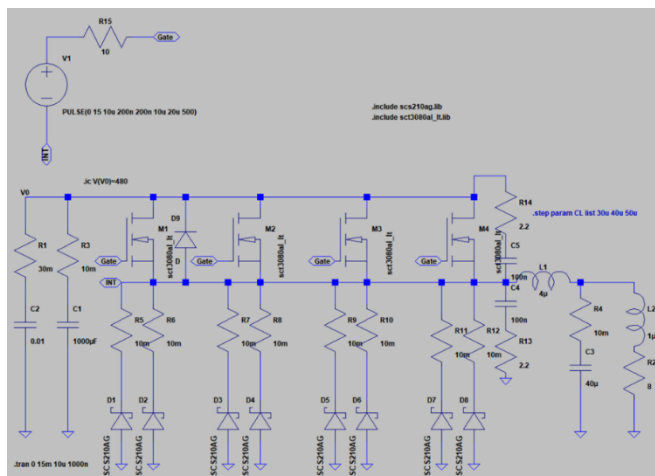 R15
Gate
10
V1
PULSE(0 15 10u 200n 200n 10u 20u 500)
INT
.include scs210ag.lib
.include sct3080al_lt.lib
.ic V(V0)=480
V0
R14
.step param CL list 30u 40u 50u
2.2
D9
M1
M2
M3
M4
R1
R3
30m
10m
D
sct3080al_lt
sct3080al_lt
sct3080al_lt
sct3080al_lt
C5
100n
Gate
Gate
Gate
Gate
INT
L1
4µ
C4
100n
R5
R6
R7
R8
R9
R10
R11
R12
10m
10m
10m
10m
10m
10m
10m
10m
R4
10m
L2
1µ
C2
C1
0.01
1000µF
R13
2.2
C3
40µ
R2
8
D1
D2
D3
D4
D5
D6
D7
D8
SCS210AG
SCS210AG
SCS210AG
SCS210AG
SCS210AG
SCS210AG
SCS210AG
SCS210AG
.tran 0 15m 10u 1000n